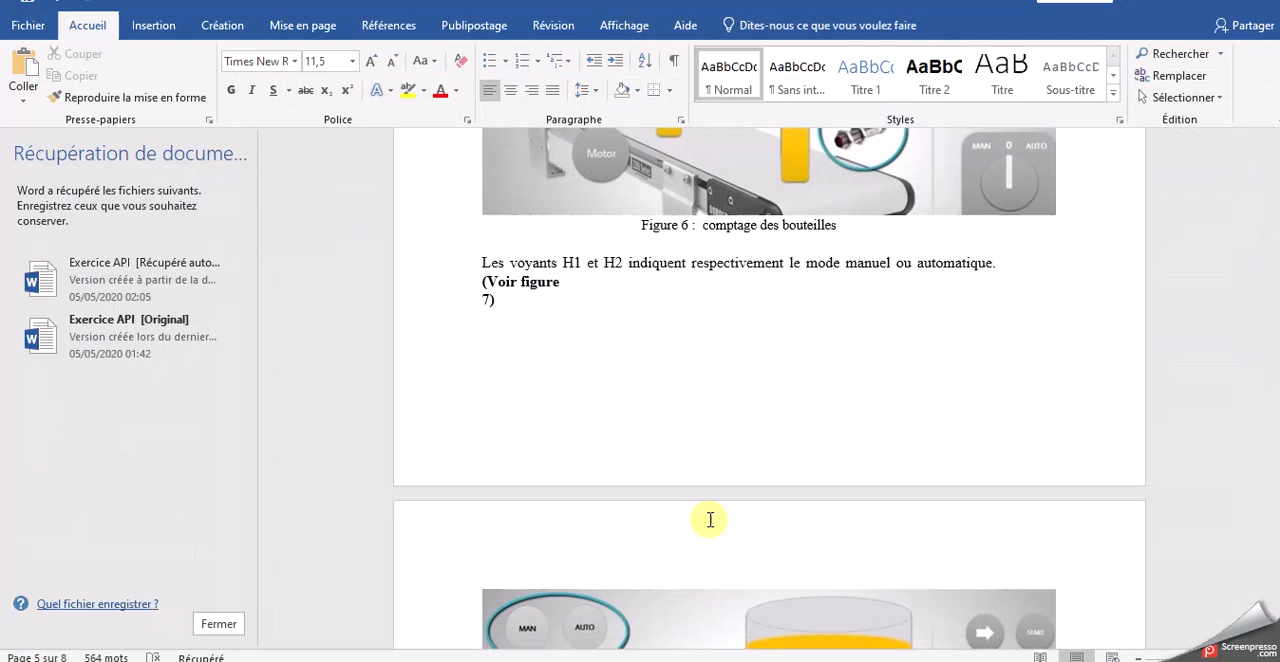 Fichier Accueil Insertion Création Mise en page Références Publipostage Révision Affichage Aide Dites-nous ce que vous voulez faire Partager
Coller
Couper
Copier
Reproduire la mise en forme
Presse-papiers
Times New R 11,5 Aa
G I S abc x₂ x² A A
Police
Paragraphe
AaBbCcDc AaBbCcDc AaBbCc AaBbC AaB AaBbCcD
¶ Normal ¶ Sans int... Titre 1 Titre 2 Titre Sous-titre
Styles
Rechercher
Remplacer
Sélectionner
Édition
Récupération de docume...
Word a récupéré les fichiers suivants.
Enregistrez ceux que vous souhaitez
conserver.
Exercice API [Récupéré auto...
Version créée à partir de la d...
05/05/2020 02:05
Exercice API [Original]
Version créée lors du dernier...
05/05/2020 01:42
Quel fichier enregistrer ?
Fermer
Motor
MAN 0 AUTO
Figure 6 : comptage des bouteilles
Les voyants H1 et H2 indiquent respectivement le mode manuel ou automatique.
(Voir figure
7)
MAN AUTO START
Page 5 sur 8 564 mots Récupéré
Screenpresso
.com